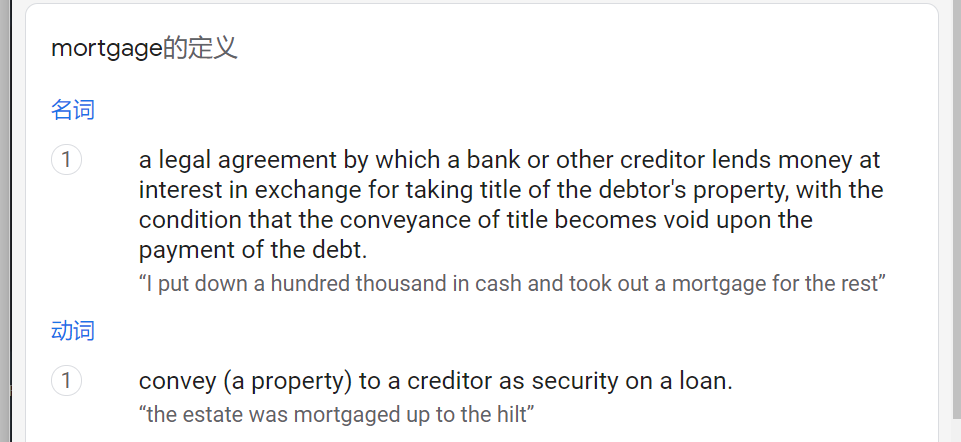 mortgage的定义
名词
1
a legal agreement by which a bank or other creditor lends money at
interest in exchange for taking title of the debtor's property, with the
condition that the conveyance of title becomes void upon the
payment of the debt.
“I put down a hundred thousand in cash and took out a mortgage for the rest”
动词
1
convey (a property) to a creditor as security on a loan.
“the estate was mortgaged up to the hilt”